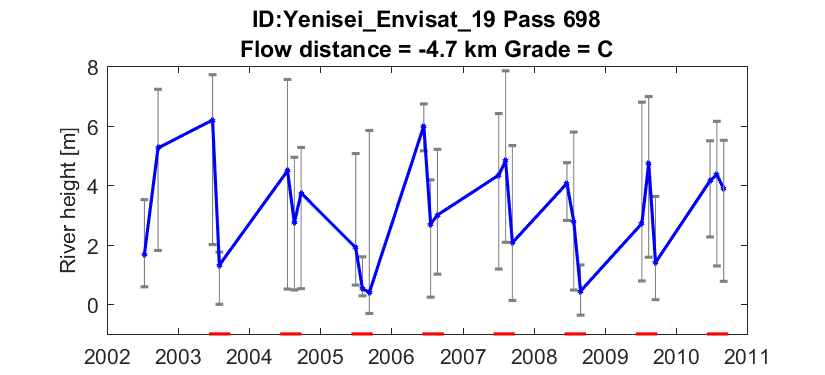 ID:Yenisei_Envisat_19 Pass 698
Flow distance = -4.7 km Grade = C
8
6
4
2
0
River height [m]
2002 2003 2004 2005 2006 2007 2008 2009 2010 2011